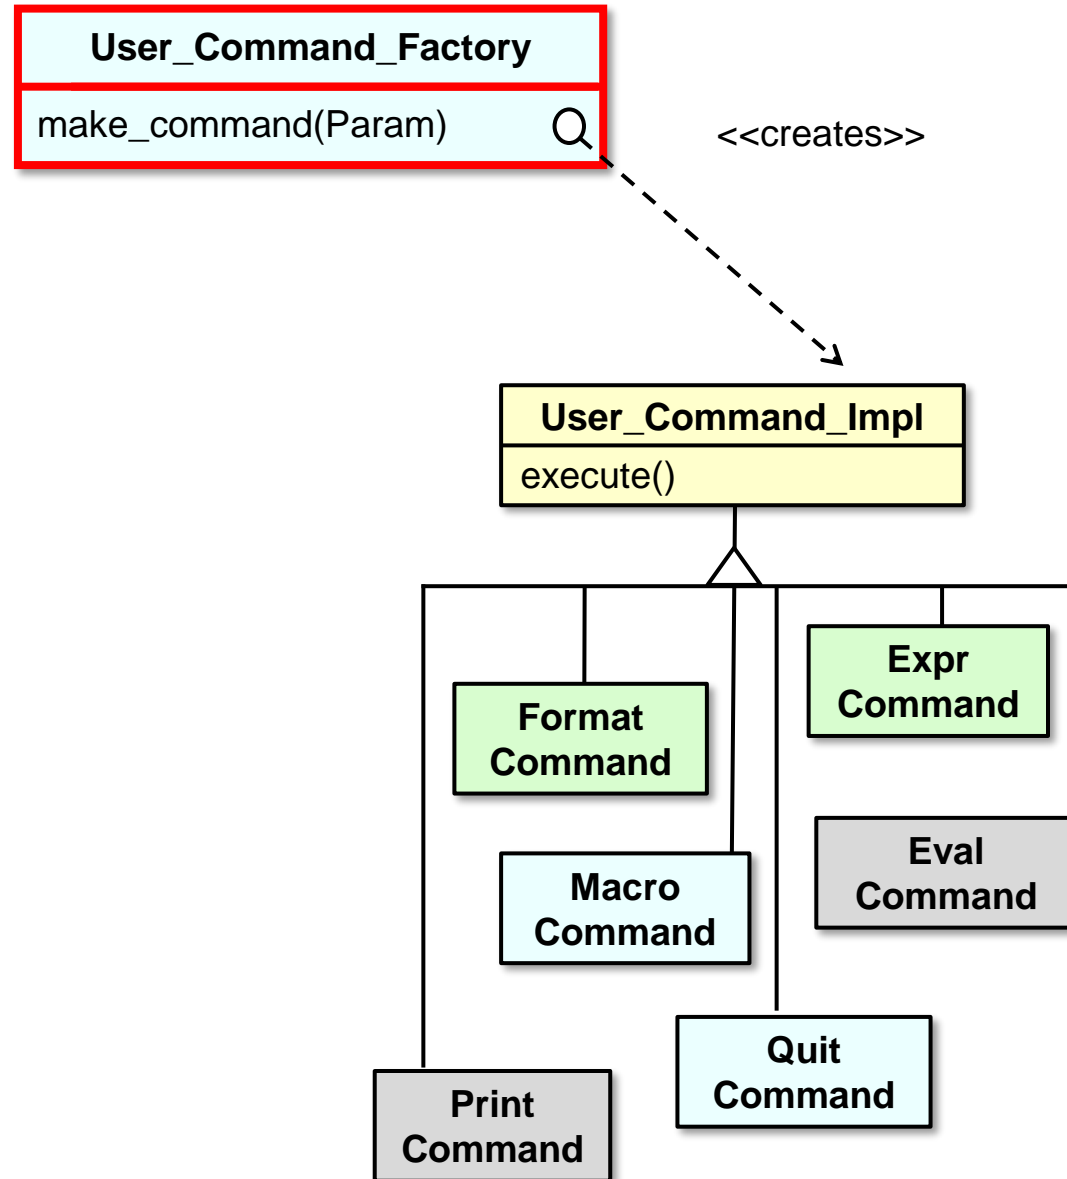 User_Command_Factory
make_command(Param)
<<creates>>
User_Command_Impl
execute()
Expr
Command
Format
Command
Eval
Command
Macro
Command
Quit
Command
Print
Command